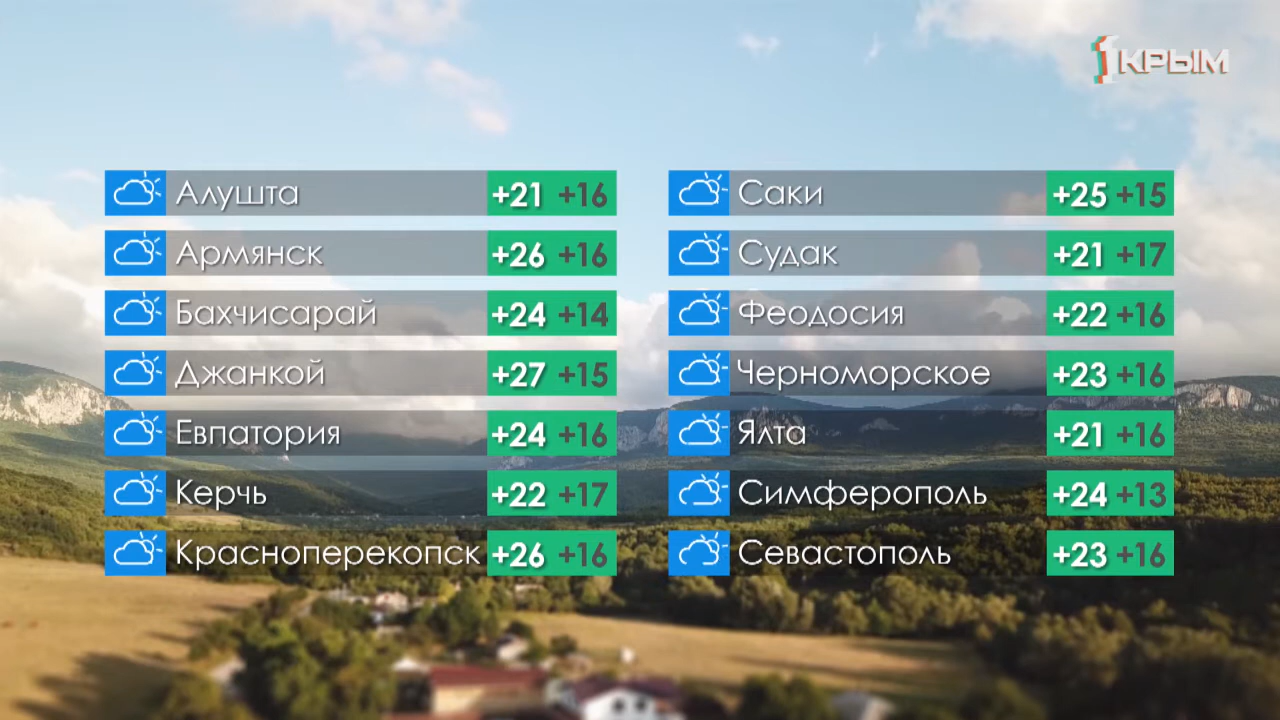 1 КРЫМ
Алушта +21 +16
Армянск +26 +16
Бахчисарай +24 +14
Джанкой +27 +15
Евпатория +24 +16
Керчь +22 +17
Красноперекопск +26 +16
Саки +25 +15
Судак +21 +17
Феодосия +22 +16
Черноморское +23 +16
Ялта +21 +16
Симферополь +24 +13
Севастополь +23 +16